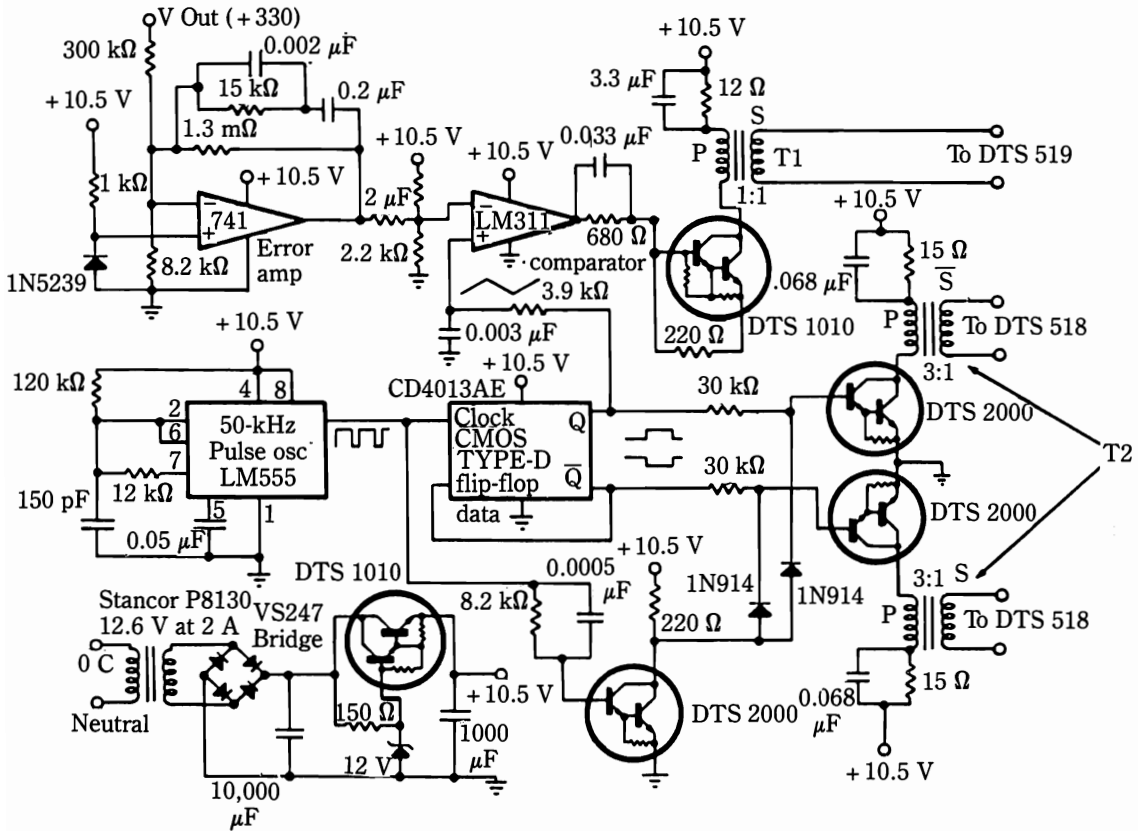 V Out (+ 330)
300 kΩ
0.002 μF
15 kΩ
0.2 μF
1.3 mΩ
+ 10.5 V
1 kΩ
741
−
+
+ 10.5 V
Error
amp
8.2 kΩ
1N5239
2 μF
2.2 kΩ
+ 10.5 V
+ 10.5 V
−
LM311
+
comparator
0.033 μF
680 Ω
+ 10.5 V
3.3 μF
12 Ω
P
S
T1
1:1
To DTS 519
DTS 1010
220 Ω
3.9 kΩ
0.003 μF
+ 10.5 V
15 Ω
.068 μF
P
S̅
3:1
To DTS 518
DTS 2000
T2
+ 10.5 V
120 kΩ
4
8
2
6
7
5
1
50-kHz
Pulse osc
LM555
12 kΩ
150 pF
0.05 μF
+ 10.5 V
CD4013AE
Clock
CMOS
TYPE-D
flip-flop
data
Q
Q̅
30 kΩ
30 kΩ
DTS 2000
1N914
1N914
3:1
S
P
To DTS 518
15 Ω
0.068
μF
+ 10.5 V
8.2 kΩ
0.0005
μF
+ 10.5 V
220 Ω
DTS 2000
Stancor P8130
12.6 V at 2 A
0 C
Neutral
VS247
Bridge
DTS 1010
150 Ω
12 V
+ 10.5 V
1000
μF
10,000
μF